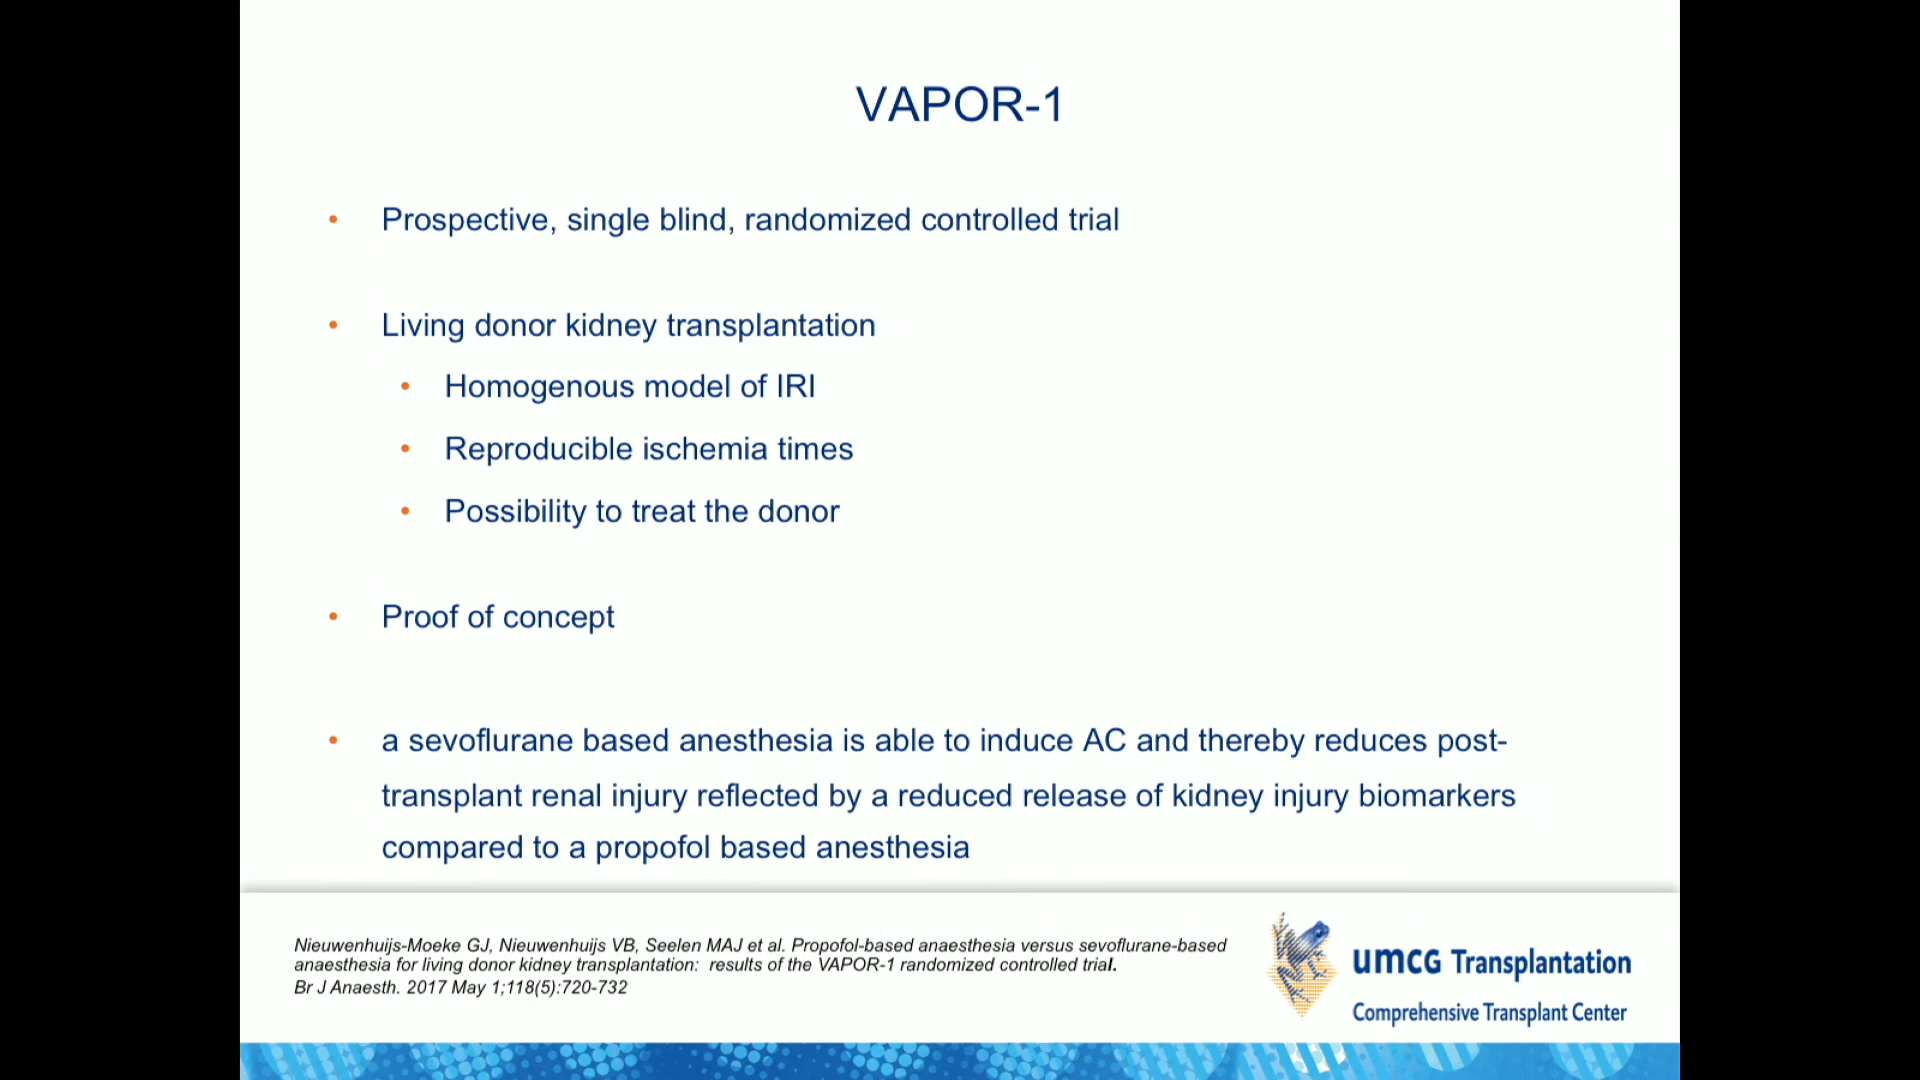 VAPOR-1
• Prospective, single blind, randomized controlled trial
• Living donor kidney transplantation
• Homogenous model of IRI
• Reproducible ischemia times
• Possibility to treat the donor
• Proof of concept
• a sevoflurane based anesthesia is able to induce AC and thereby reduces post-
transplant renal injury reflected by a reduced release of kidney injury biomarkers
compared to a propofol based anesthesia
Nieuwenhuijs-Moeke GJ, Nieuwenhuijs VB, Seelen MAJ et al. Propofol-based anaesthesia versus sevoflurane-based
anaesthesia for living donor kidney transplantation: results of the VAPOR-1 randomized controlled trial.
Br J Anaesth. 2017 May 1;118(5):720-732
umcg Transplantation
Comprehensive Transplant Center